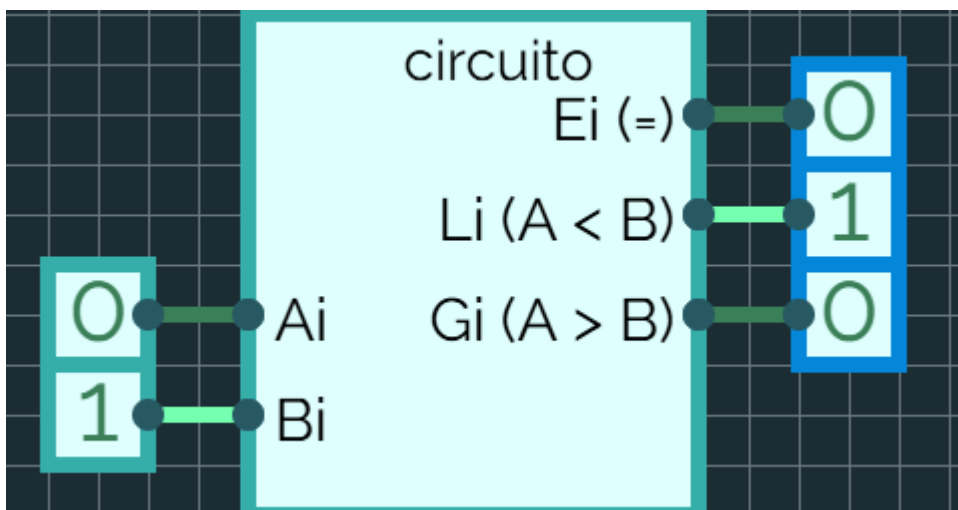 circuito
Ei (=) 0
Li (A < B) 1
0 Ai Gi (A > B) 0
1 Bi